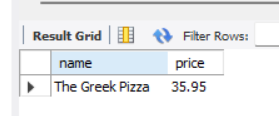 Result Grid Filter Rows:
name price
The Greek Pizza 35.95